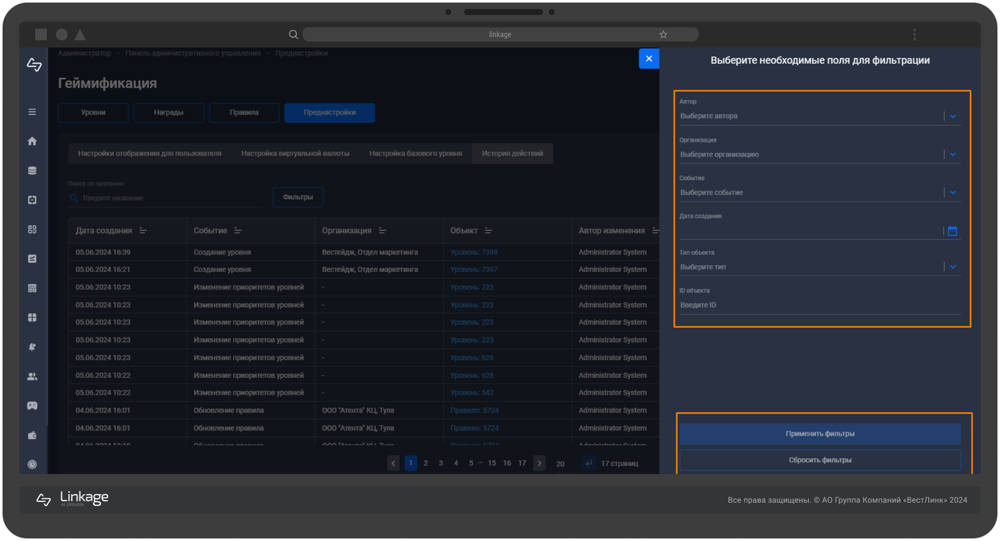 linkage
Администратор – Панель административного управления – Преднастройки
Геймификация
Уровни Награды Правила Преднастройки
Настройки отображения для пользователя Настройка виртуальной валюты Настройка базового уровня История действий
Поиск по названию
Введите название Фильтры
Дата создания Событие Организация Объект Автор изменения
05.06.2024 16:39 Создание уровня Вестейдж, Отдел маркетинга Уровень: 7398 Administrator System
05.06.2024 16:21 Создание уровня Вестейдж, Отдел маркетинга Уровень: 7397 Administrator System
05.06.2024 10:23 Изменение приоритетов уровней - Уровень: 223 Administrator System
05.06.2024 10:23 Изменение приоритетов уровней - Уровень: 223 Administrator System
05.06.2024 10:23 Изменение приоритетов уровней - Уровень: 223 Administrator System
05.06.2024 10:23 Изменение приоритетов уровней - Уровень: 223 Administrator System
05.06.2024 10:23 Изменение приоритетов уровней - Уровень: 628 Administrator System
05.06.2024 10:22 Изменение приоритетов уровней - Уровень: 628 Administrator System
05.06.2024 10:22 Изменение приоритетов уровней - Уровень: 542 Administrator System
04.06.2024 16:01 Обновление правила ООО "Атента" КЦ, Тула Правило: 5724 Administrator System
04.06.2024 16:01 Обновление правила ООО "Атента" КЦ, Тула Правило: 5724 Administrator System
1 2 3 4 5 ... 15 16 17 20 17 страниц
Выберите необходимые поля для фильтрации
Автор
Выберите автора
Организация
Выберите организацию
Событие
Выберите событие
Дата создания
Тип объекта
Выберите тип
ID объекта
Введите ID
Применить фильтры
Сбросить фильтры
Linkage
AI DRIVEN
Все права защищены. © АО Группа Компаний «ВестЛинк» 2024